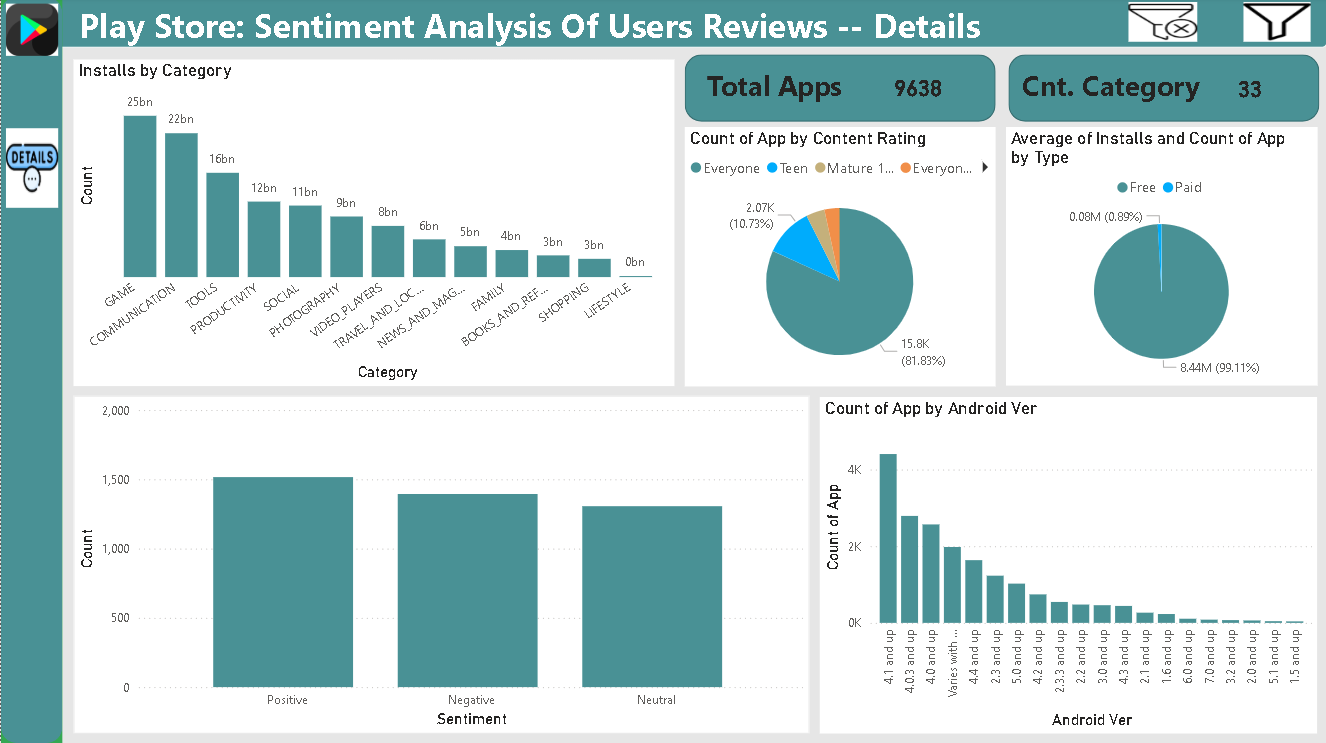 Play Store: Sentiment Analysis Of Users Reviews -- Details
DETAILS
Installs by Category
Count
25bn
22bn
16bn
12bn
11bn
9bn
8bn
6bn
5bn
4bn
3bn
3bn
0bn
GAME
COMMUNICATION
TOOLS
PRODUCTIVITY
SOCIAL
PHOTOGRAPHY
VIDEO_PLAYERS
TRAVEL_AND_LOC...
NEWS_AND_MAG...
FAMILY
BOOKS_AND_REF...
SHOPPING
LIFESTYLE
Category
Total Apps 9638
Cnt. Category 33
Count of App by Content Rating
Everyone Teen Mature 1... Everyon...
2.07K
(10.73%)
15.8K
(81.83%)
Average of Installs and Count of App
by Type
Free Paid
0.08M (0.89%)
8.44M (99.11%)
2,000
1,500
1,000
500
0
Count
Positive
Negative
Neutral
Sentiment
Count of App by Android Ver
Count of App
4K
2K
0K
4.1 and up
4.0.3 and up
4.0 and up
Varies with ...
4.4 and up
2.3 and up
5.0 and up
4.2 and up
2.3.3 and up
2.2 and up
3.0 and up
4.3 and up
2.1 and up
1.6 and up
6.0 and up
7.0 and up
3.2 and up
2.0 and up
5.1 and up
1.5 and up
Android Ver